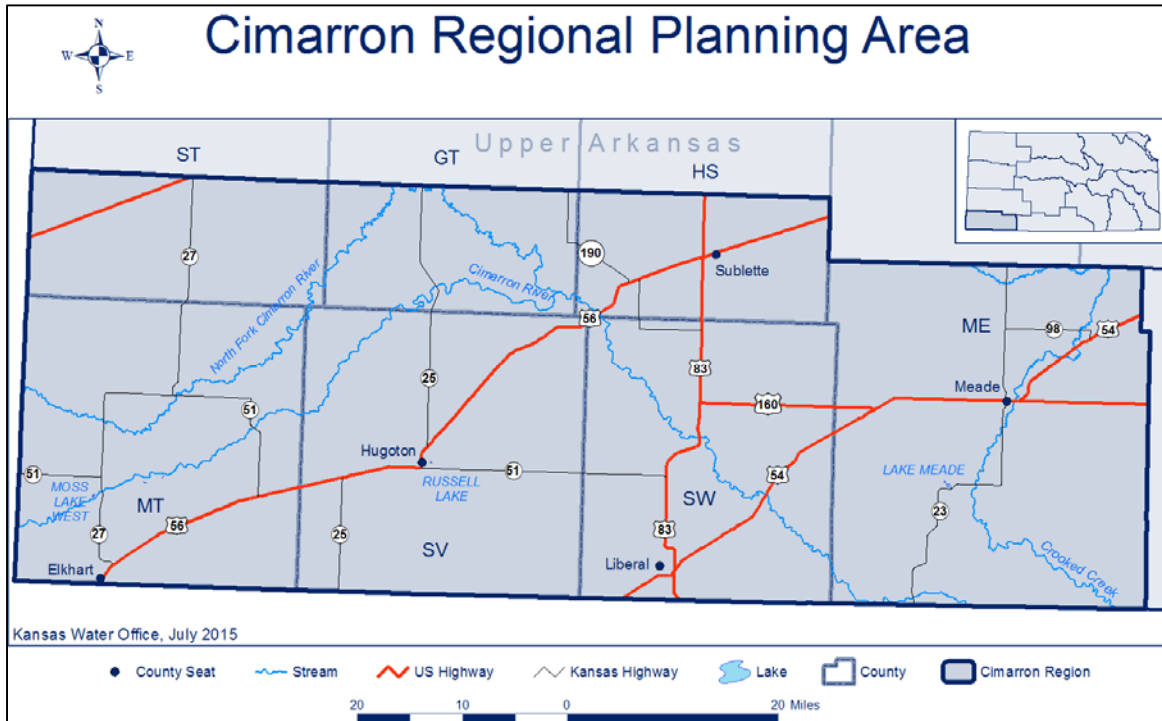 Cimarron Regional Planning Area
N
W E
S
Upper Arkansas
ST
GT
HS
27
190
Sublette
North Fork Cimarron River
Cimarron River
56
ME
98
54
83
25
Meade
160
51
Hugoton
51
51
RUSSELL
LAKE
54
LAKE MEADE
MOSS
LAKE
WEST
MT
SW
23
56
27
25
83
SV
Crooked Creek
Liberal
Elkhart
Kansas Water Office, July 2015
County Seat Stream US Highway Kansas Highway Lake County Cimarron Region
20 10 0 20 Miles